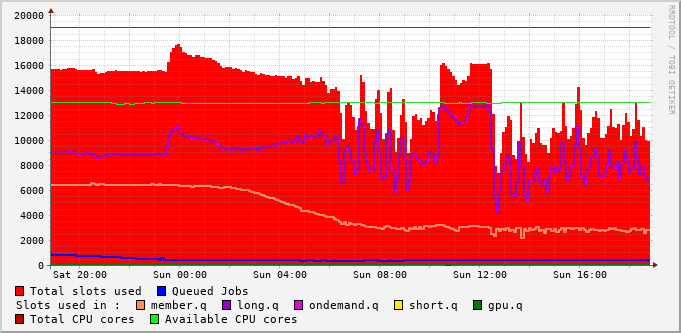 20000
18000
16000
14000
12000
10000
8000
6000
4000
2000
0
Sat 20:00 Sun 00:00 Sun 04:00 Sun 08:00 Sun 12:00 Sun 16:00
Total slots used Queued Jobs
Slots used in : member.q long.q ondemand.q short.q gpu.q
Total CPU cores Available CPU cores
RRDTOOL / TOBI OETIKER